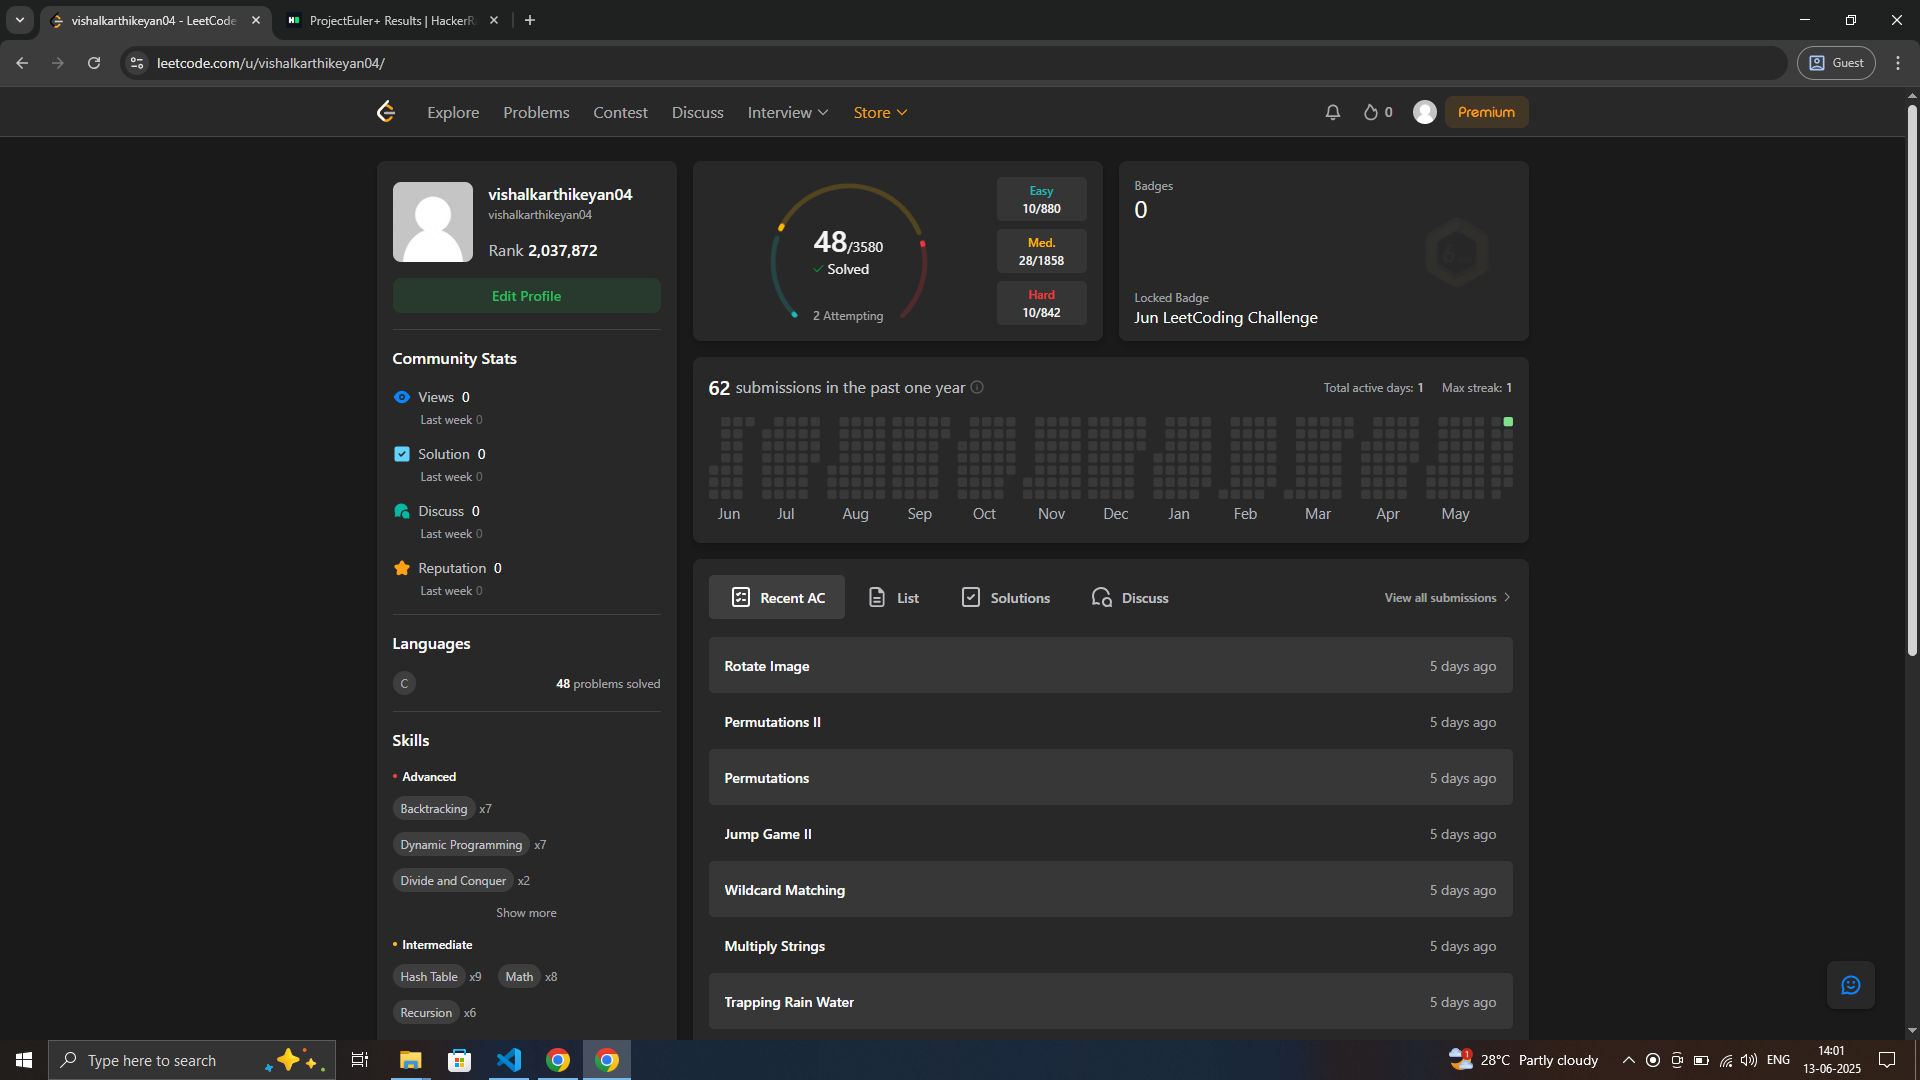 vishalkarthikeyan04 - LeetCode
ProjectEuler+ Results | HackerR
leetcode.com/u/vishalkarthikeyan04/
Guest
Explore
Problems
Contest
Discuss
Interview
Store
0
Premium
vishalkarthikeyan04
vishalkarthikeyan04
Rank 2,037,872
Edit Profile
Community Stats
Views 0
Last week 0
Solution 0
Last week 0
Discuss 0
Last week 0
Reputation 0
Last week 0
Languages
C
48 problems solved
Skills
Advanced
Backtracking x7
Dynamic Programming x7
Divide and Conquer x2
Show more
Intermediate
Hash Table x9 Math x8
Recursion x6
48/3580
Solved
2 Attempting
Easy
10/880
Med.
28/1858
Hard
10/842
Badges
0
Locked Badge
Jun LeetCoding Challenge
62 submissions in the past one year
Total active days: 1 Max streak: 1
Jun Jul Aug Sep Oct Nov Dec Jan Feb Mar Apr May
Recent AC
List
Solutions
Discuss
View all submissions
Rotate Image 5 days ago
Permutations II 5 days ago
Permutations 5 days ago
Jump Game II 5 days ago
Wildcard Matching 5 days ago
Multiply Strings 5 days ago
Trapping Rain Water 5 days ago
Type here to search
1
28°C Partly cloudy
ENG
14:01
13-06-2025